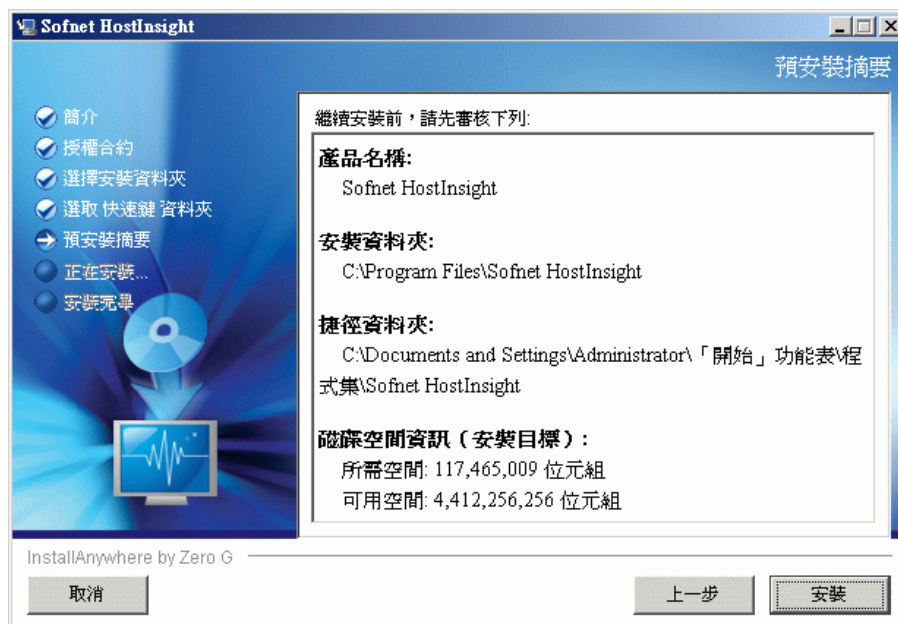 Sofnet HostInsight
預安裝摘要
簡介
授權合約
選擇安裝資料夾
選取 快速鍵 資料夾
預安裝摘要
正在安裝...
安裝完畢
繼續安裝前，請先審核下列:
產品名稱:
Sofnet HostInsight
安裝資料夾:
C:\Program Files\Sofnet HostInsight
捷徑資料夾:
C:\Documents and Settings\Administrator\「開始」功能表\程
式集\Sofnet HostInsight
磁碟空間資訊（安裝目標）:
所需空間: 117,465,009 位元組
可用空間: 4,412,256,256 位元組
InstallAnywhere by Zero G
取消
上一步
安裝